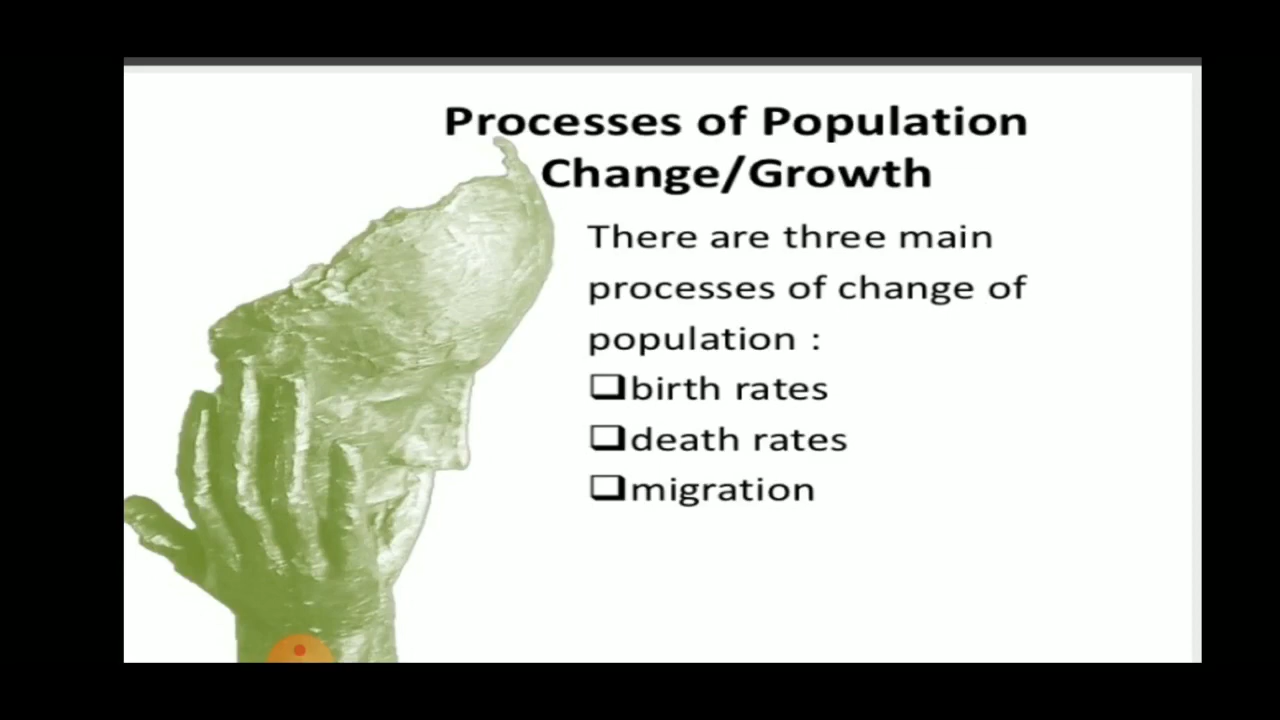 Processes of Population
Change/Growth
There are three main
processes of change of
population :
❑birth rates
❑death rates
❑migration